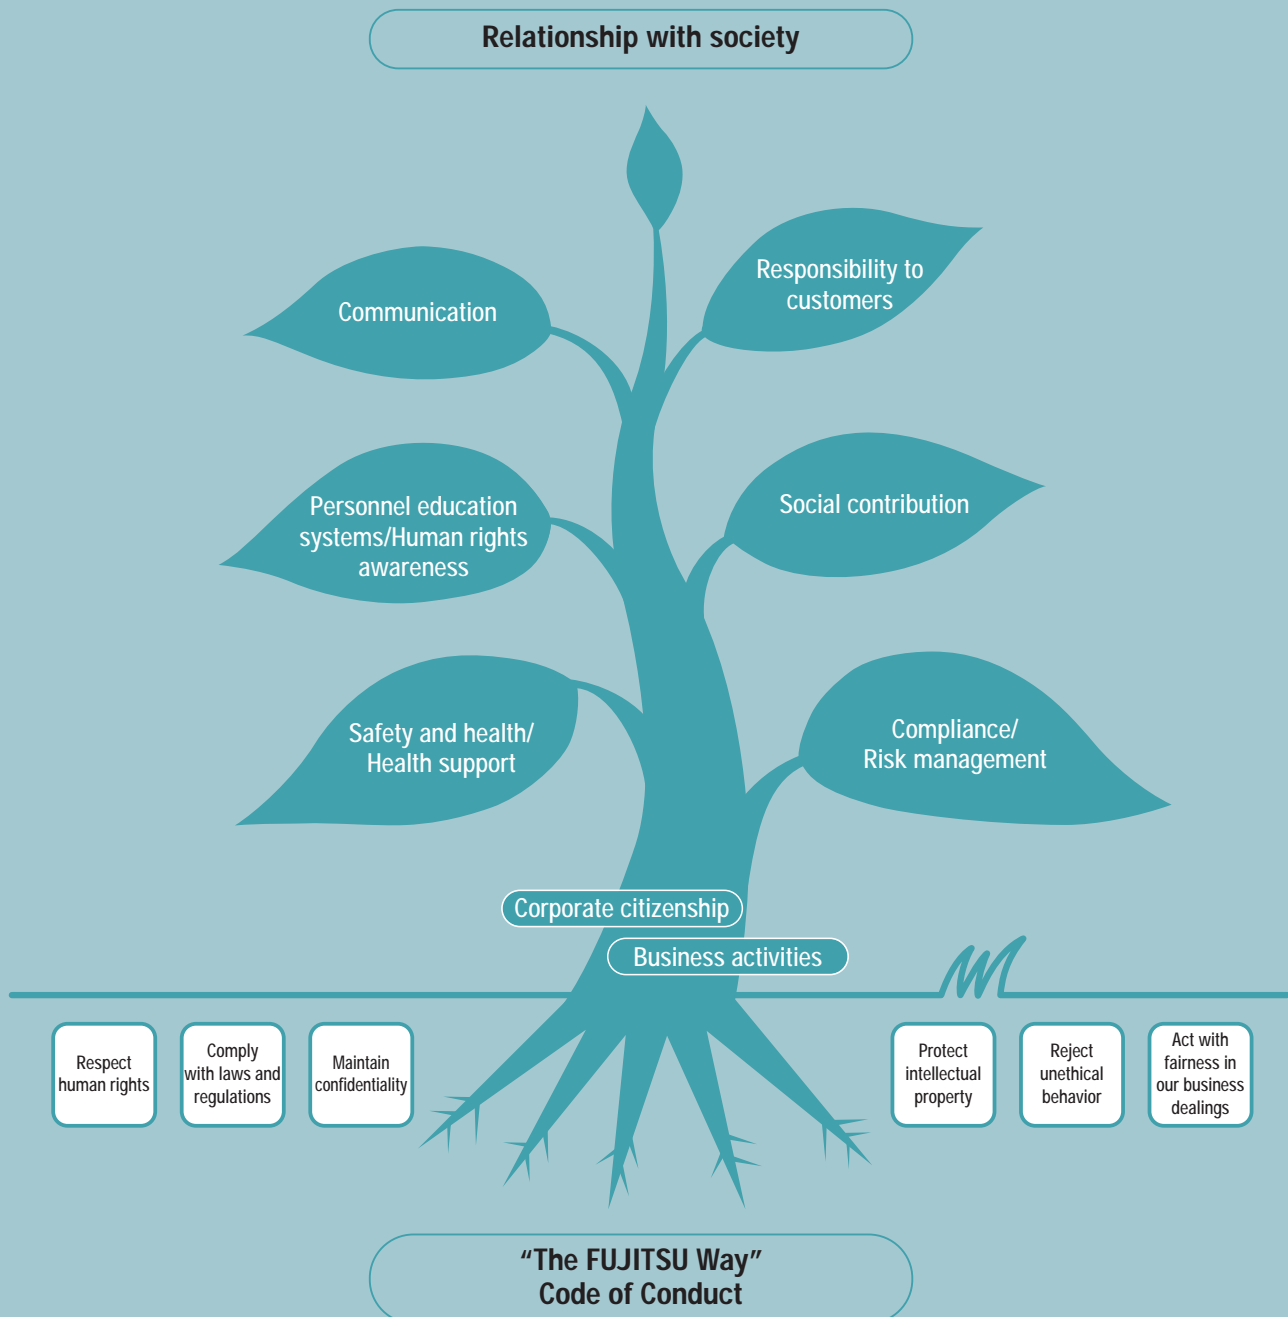 Relationship with society
Communication
Responsibility to
customers
Personnel education
systems/Human rights
awareness
Social contribution
Safety and health/
Health support
Compliance/
Risk management
Corporate citizenship
Business activities
Respect
human rights
Comply
with laws and
regulations
Maintain
confidentiality
Protect
intellectual
property
Reject
unethical
behavior
Act with
fairness in
our business
dealings
“The FUJITSU Way”
Code of Conduct